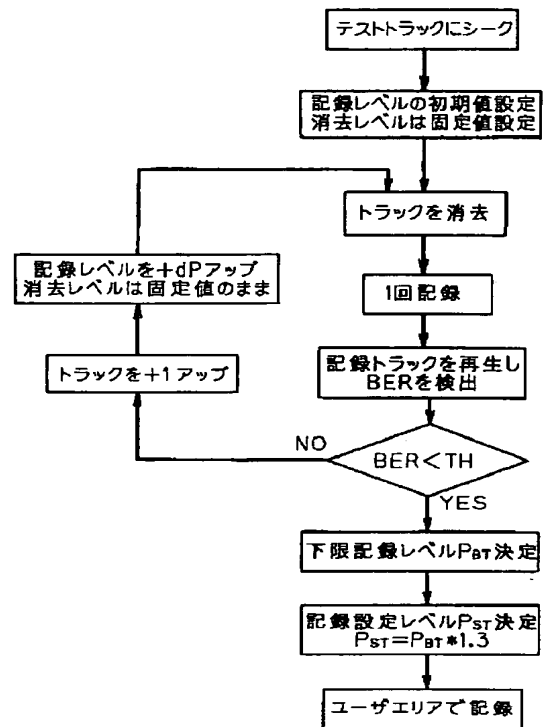 テストトラックにシーク
記録レベルの初期値設定
消去レベルは固定値設定
トラックを消去
記録レベルを+dPアップ
消去レベルは固定値のまま
1回記録
トラックを+1アップ
記録トラックを再生し
BERを検出
NO
BER<TH
YES
下限記録レベルPBT決定
記録設定レベルPST決定
PST=PBT*1.3
ユーザエリアで記録